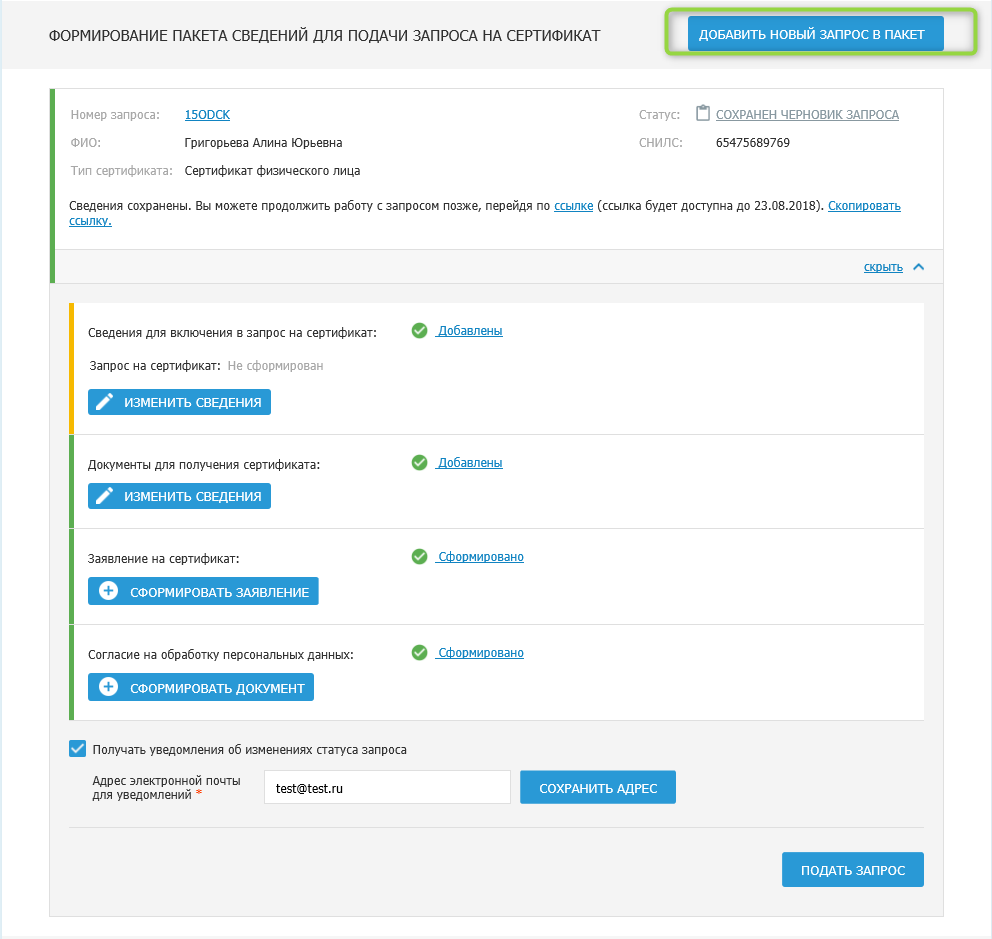 ФОРМИРОВАНИЕ ПАКЕТА СВЕДЕНИЙ ДЛЯ ПОДАЧИ ЗАПРОСА НА СЕРТИФИКАТ
ДОБАВИТЬ НОВЫЙ ЗАПРОС В ПАКЕТ
Номер запроса: 15ODCK
Статус: СОХРАНЕН ЧЕРНОВИК ЗАПРОСА
ФИО: Григорьева Алина Юрьевна
СНИЛС: 65475689769
Тип сертификата: Сертификат физического лица
Сведения сохранены. Вы можете продолжить работу с запросом позже, перейдя по ссылке (ссылка будет доступна до 23.08.2018). Скопировать
ссылку.
скрыть
Сведения для включения в запрос на сертификат: Добавлены
Запрос на сертификат: Не сформирован
ИЗМЕНИТЬ СВЕДЕНИЯ
Документы для получения сертификата: Добавлены
ИЗМЕНИТЬ СВЕДЕНИЯ
Заявление на сертификат: Сформировано
СФОРМИРОВАТЬ ЗАЯВЛЕНИЕ
Согласие на обработку персональных данных: Сформировано
СФОРМИРОВАТЬ ДОКУМЕНТ
Получать уведомления об изменениях статуса запроса
Адрес электронной почты
для уведомлений *
test@test.ru
СОХРАНИТЬ АДРЕС
ПОДАТЬ ЗАПРОС